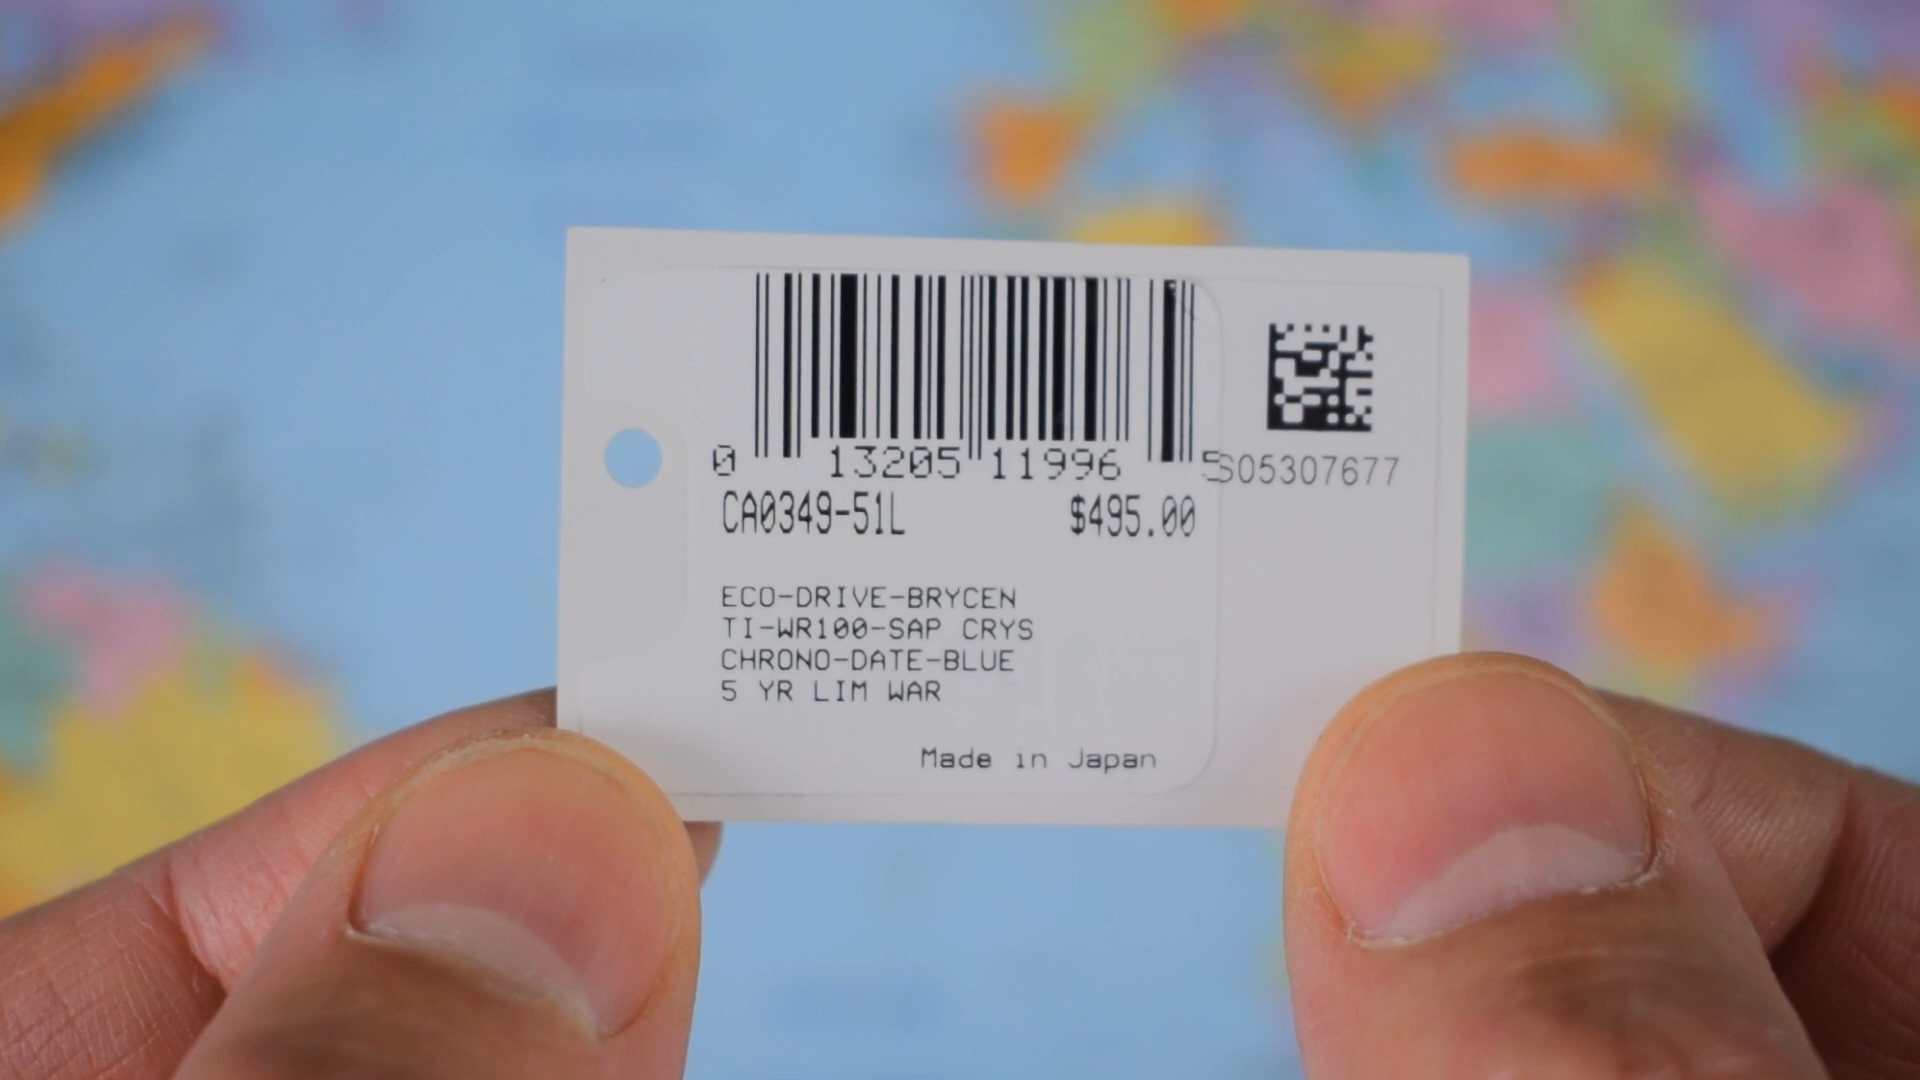 0 13205 11996 5
S05307677
CA0349-51L $495.00
ECO-DRIVE-BRYCEN
TI-WR100-SAP CRYS
CHRONO-DATE-BLUE
5 YR LIM WAR
Made in Japan